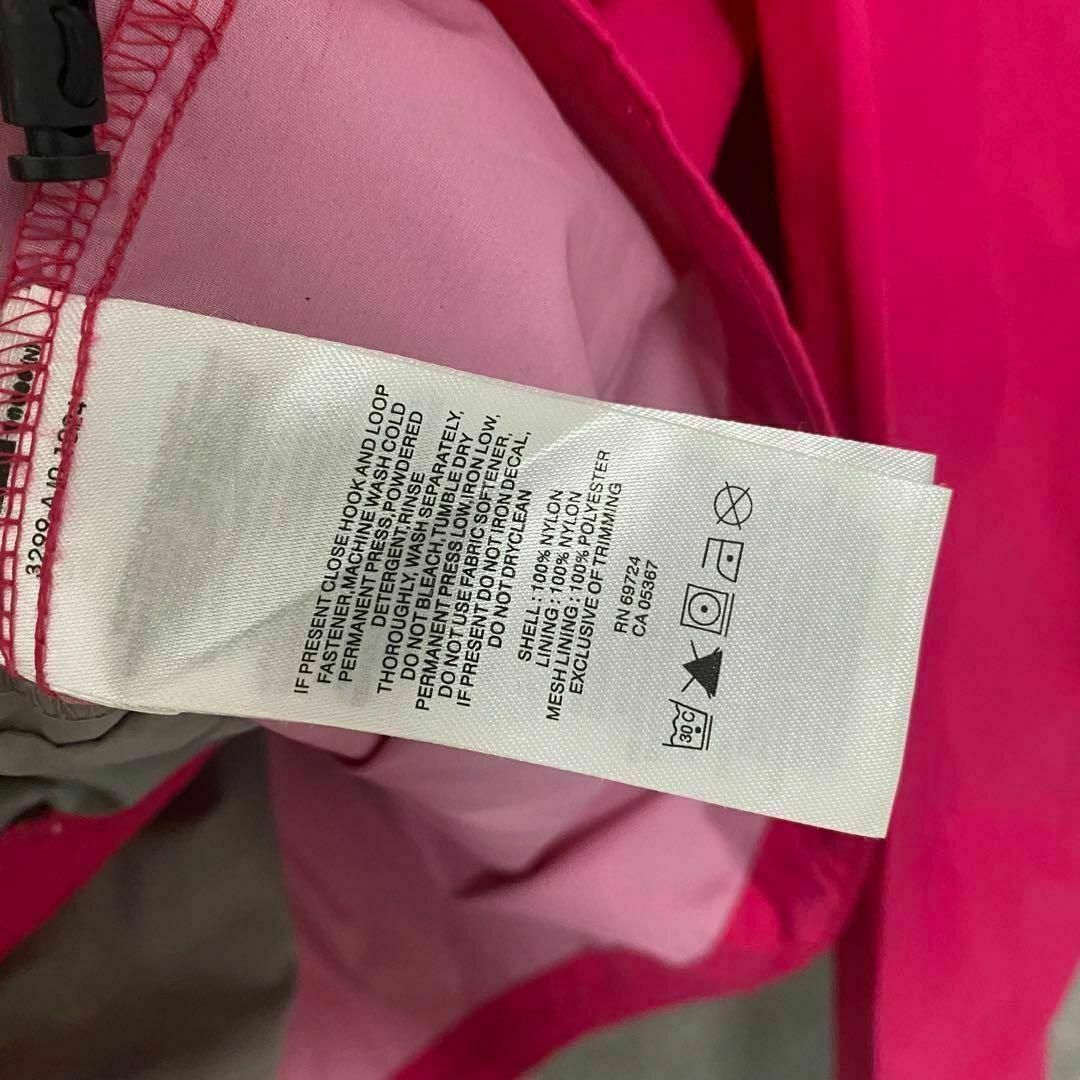 IF PRESENT CLOSE HOOK AND LOOP
FASTENER,MACHINE WASH COLD
PERMANENT PRESS,POWDERED
DETERGENT,RINSE
THOROUGHLY, WASH SEPARATELY,
DO NOT BLEACH,TUMBLE DRY
PERMANENT PRESS LOW,IRON LOW,
DO NOT USE FABRIC SOFTENER,
IF PRESENT DO NOT IRON DECAL,
DO NOT DRYCLEAN
SHELL : 100% NYLON
LINING : 100% NYLON
MESH LINING : 100% POLYESTER
EXCLUSIVE OF TRIMMING
RN 69724
CA 05367
30C